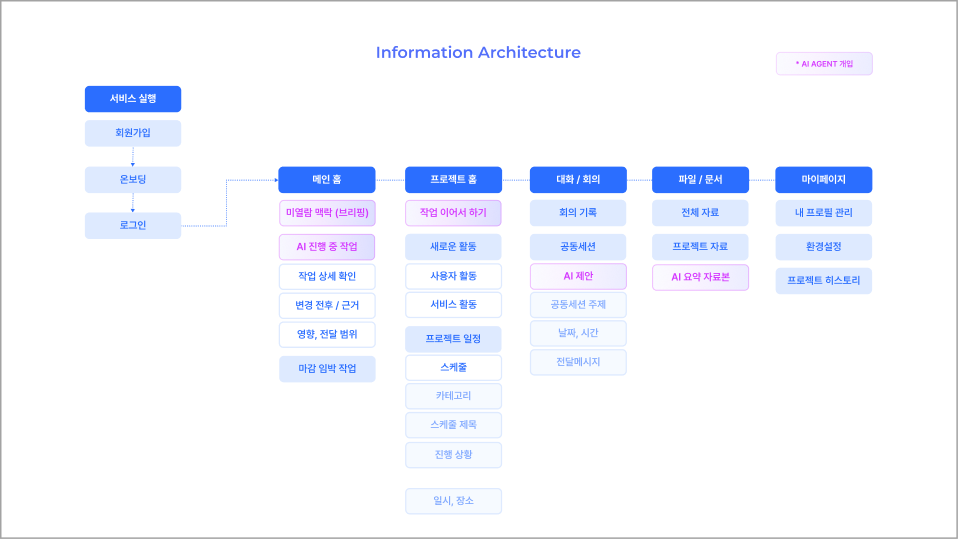 Information Architecture
* AI AGENT 개입
서비스 실행
회원가입
온보딩
로그인
메인 홈
미열람 맥락 (브리핑)
AI 진행 중 작업
작업 상세 확인
변경 전후 / 근거
영향, 전달 범위
마감 임박 작업
프로젝트 홈
작업 이어서 하기
새로운 활동
사용자 활동
서비스 활동
프로젝트 일정
스케줄
카테고리
스케줄 제목
진행 상황
일시, 장소
대화 / 회의
회의 기록
공동세션
AI 제안
공동세션 주제
날짜, 시간
전달메시지
파일 / 문서
전체 자료
프로젝트 자료
AI 요약 자료본
마이페이지
내 프로필 관리
환경설정
프로젝트 히스토리